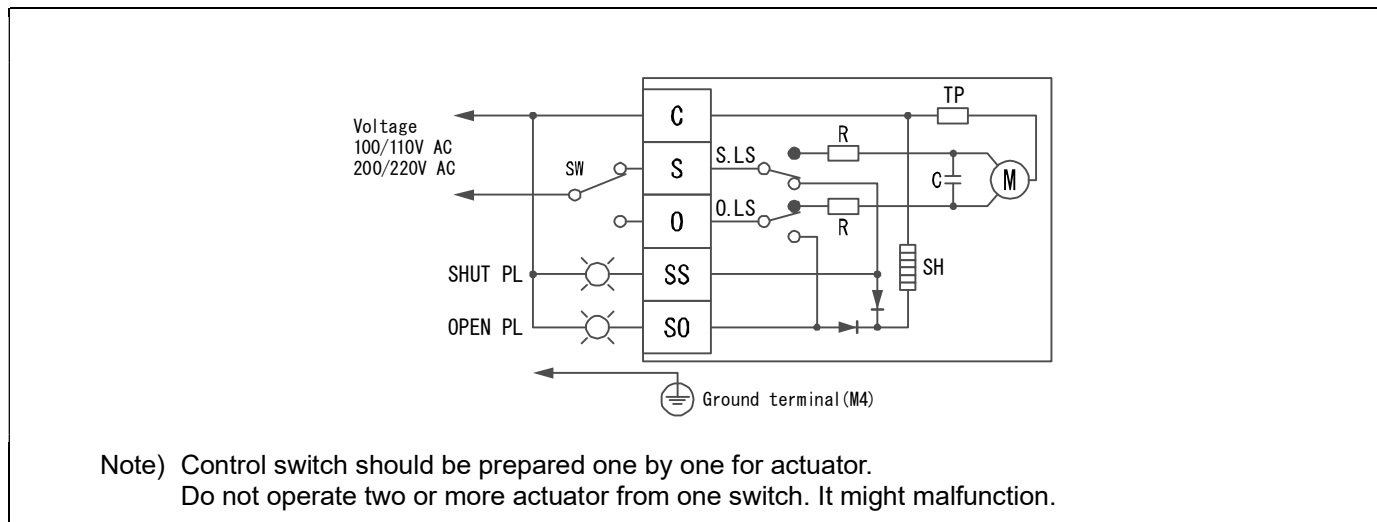 TP
C
Voltage
100/110V AC
200/220V AC
R
SW
S
S.LS
C
M
O
O.LS
R
SHUT PL
SS
SH
OPEN PL
SO
Ground terminal(M4)
Note) Control switch should be prepared one by one for actuator.
Do not operate two or more actuator from one switch. It might malfunction.